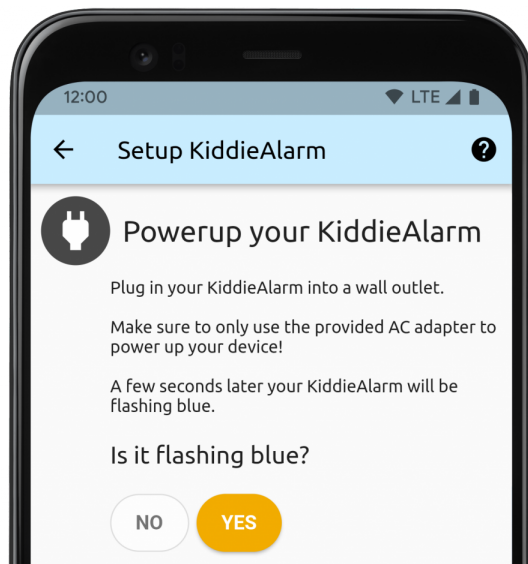 12:00 LTE
Setup KiddieAlarm
Powerup your KiddieAlarm
Plug in your KiddieAlarm into a wall outlet.
Make sure to only use the provided AC adapter to
power up your device!
A few seconds later your KiddieAlarm will be
flashing blue.
Is it flashing blue?
NO YES